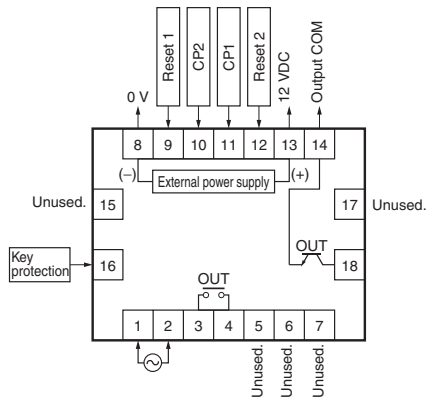 0 V
Reset 1
CP2
CP1
Reset 2
12 VDC
Output COM
8 9 10 11 12 13 14
(−) External power supply (+)
Unused. 15
17 Unused.
Key
protection
16
OUT
18
OUT
1 2 3 4 5 6 7
Unused.
Unused.
Unused.